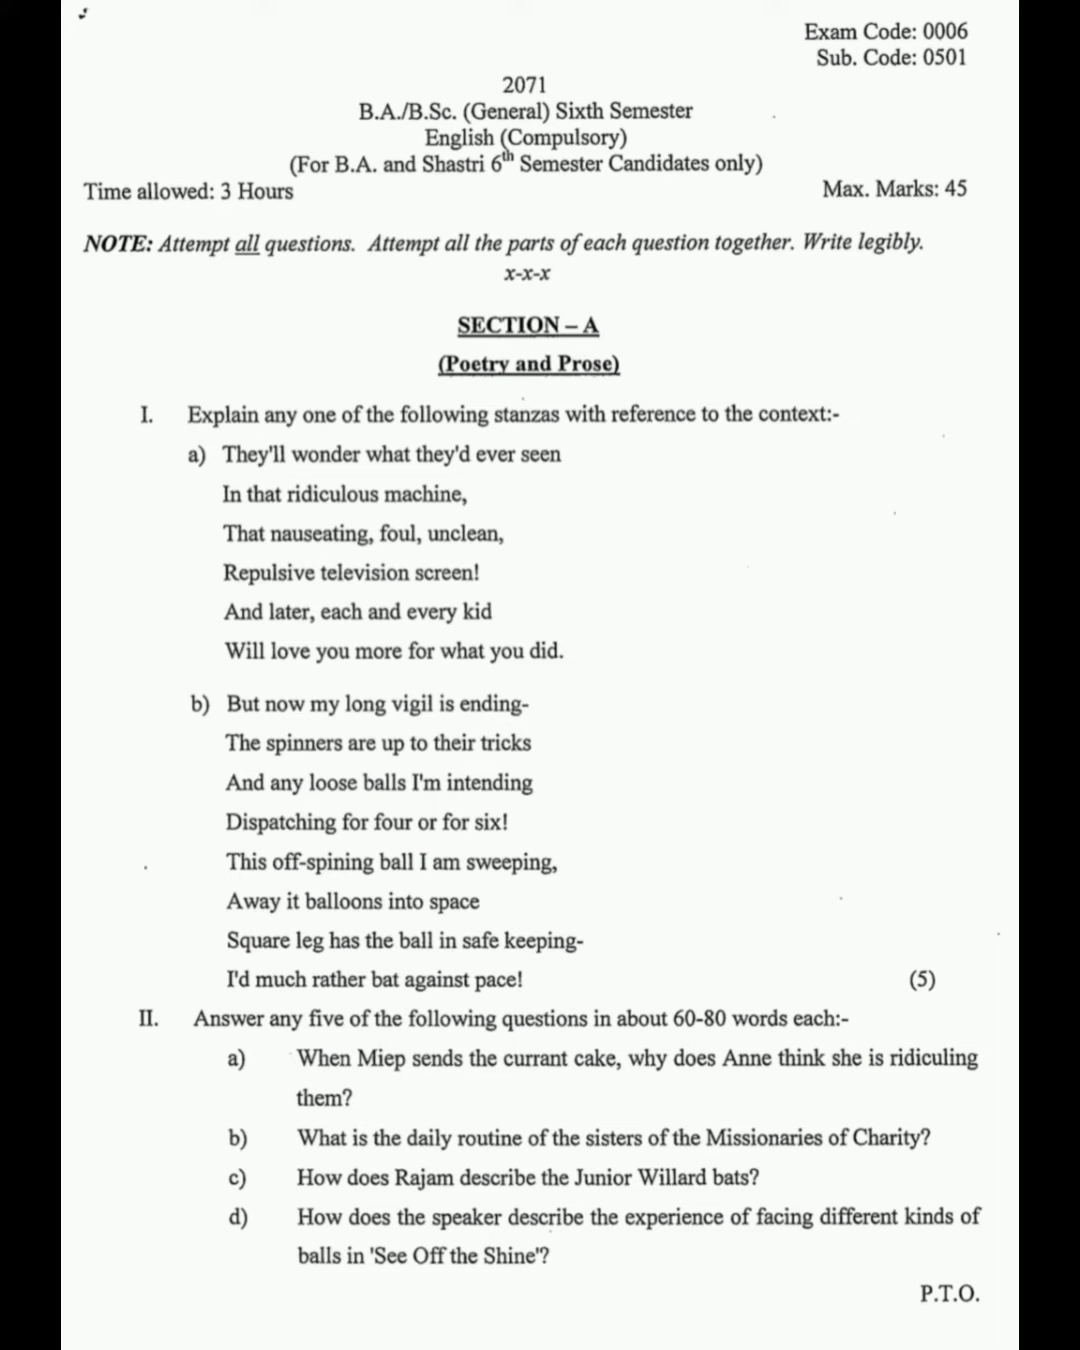 Exam Code: 0006
Sub. Code: 0501
2071
B.A./B.Sc. (General) Sixth Semester
English (Compulsory)
(For B.A. and Shastri 6th Semester Candidates only)
Time allowed: 3 Hours
Max. Marks: 45
NOTE: Attempt all questions. Attempt all the parts of each question together. Write legibly.
x-x-x
SECTION – A
(Poetry and Prose)
I. Explain any one of the following stanzas with reference to the context:-
a) They'll wonder what they'd ever seen
In that ridiculous machine,
That nauseating, foul, unclean,
Repulsive television screen!
And later, each and every kid
Will love you more for what you did.
b) But now my long vigil is ending-
The spinners are up to their tricks
And any loose balls I'm intending
Dispatching for four or for six!
This off-spining ball I am sweeping,
Away it balloons into space
Square leg has the ball in safe keeping-
I'd much rather bat against pace! (5)
II. Answer any five of the following questions in about 60-80 words each:-
a) When Miep sends the currant cake, why does Anne think she is ridiculing
them?
b) What is the daily routine of the sisters of the Missionaries of Charity?
c) How does Rajam describe the Junior Willard bats?
d) How does the speaker describe the experience of facing different kinds of
balls in 'See Off the Shine'?
P.T.O.